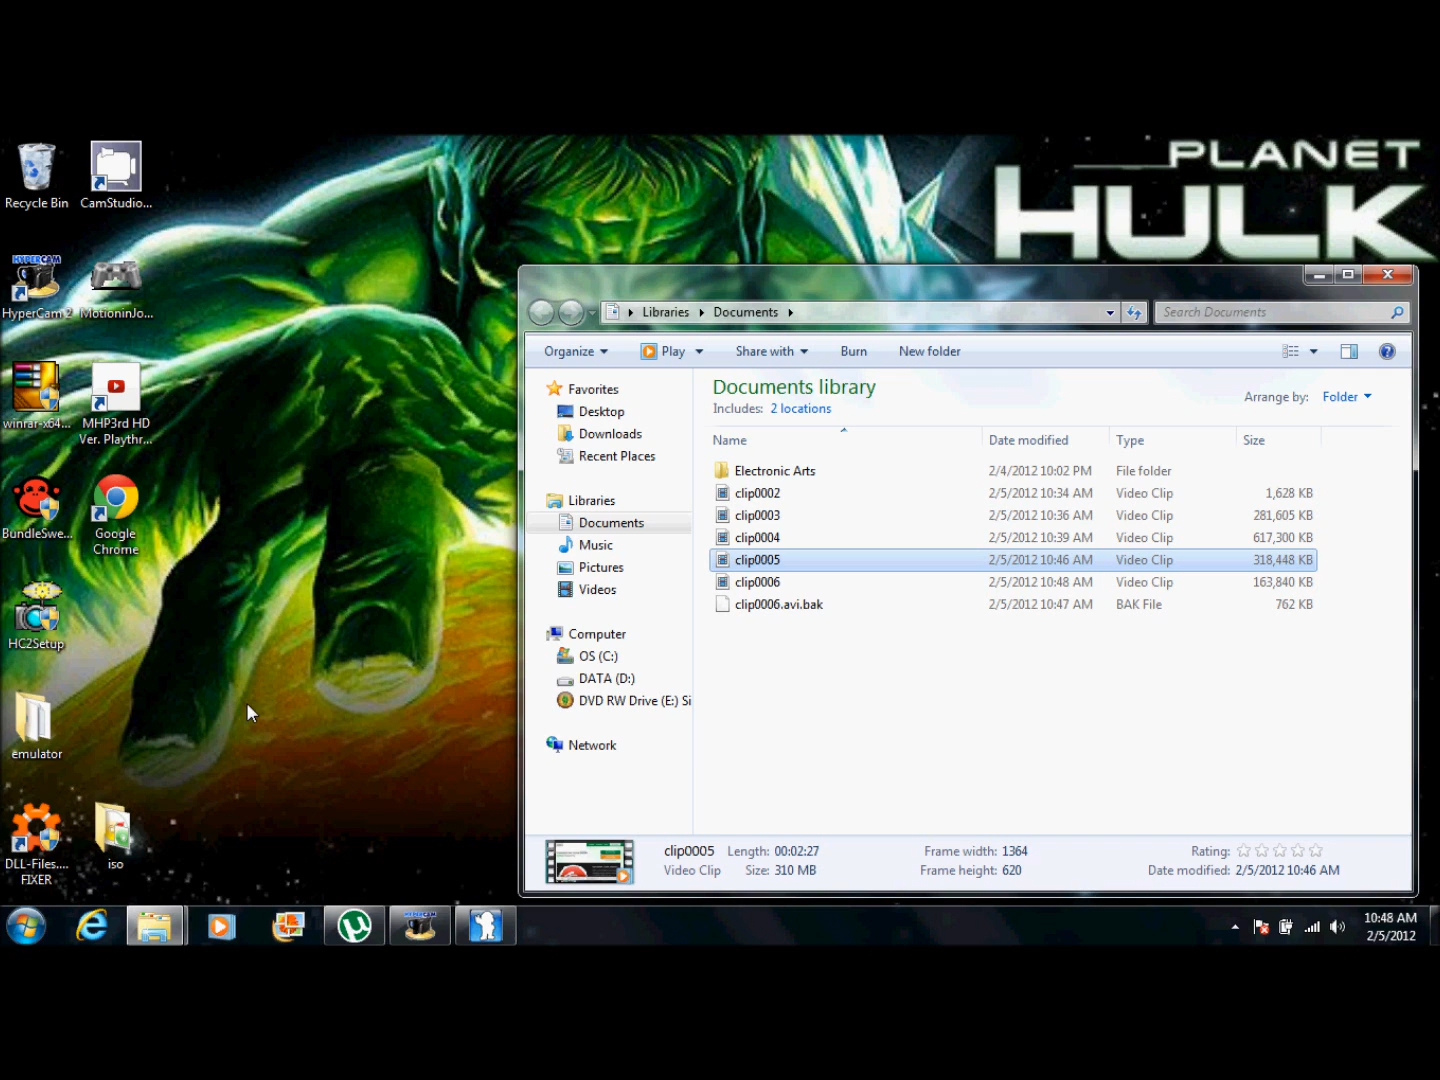 PLANET
HULK
Recycle Bin
CamStudio...
HYPERCAM
HyperCam 2
MotioninJo...
winrar-x64...
MHP3rd HD
Ver. Playthr...
BundleSwe...
Google
Chrome
HC2Setup
emulator
DLL-Files....
FIXER
iso
Libraries
Documents
Search Documents
Organize
Play
Share with
Burn
New folder
Favorites
Desktop
Downloads
Recent Places
Libraries
Documents
Music
Pictures
Videos
Computer
OS (C:)
DATA (D:)
DVD RW Drive (E:) Si
Network
Documents library
Includes: 2 locations
Arrange by: Folder
Name Date modified Type Size
Electronic Arts 2/4/2012 10:02 PM File folder
clip0002 2/5/2012 10:34 AM Video Clip 1,628 KB
clip0003 2/5/2012 10:36 AM Video Clip 281,605 KB
clip0004 2/5/2012 10:39 AM Video Clip 617,300 KB
clip0005 2/5/2012 10:46 AM Video Clip 318,448 KB
clip0006 2/5/2012 10:48 AM Video Clip 163,840 KB
clip0006.avi.bak 2/5/2012 10:47 AM BAK File 762 KB
clip0005 Length: 00:02:27 Frame width: 1364 Rating:
Video Clip Size: 310 MB Frame height: 620 Date modified: 2/5/2012 10:46 AM
HYPERCAM
10:48 AM
2/5/2012